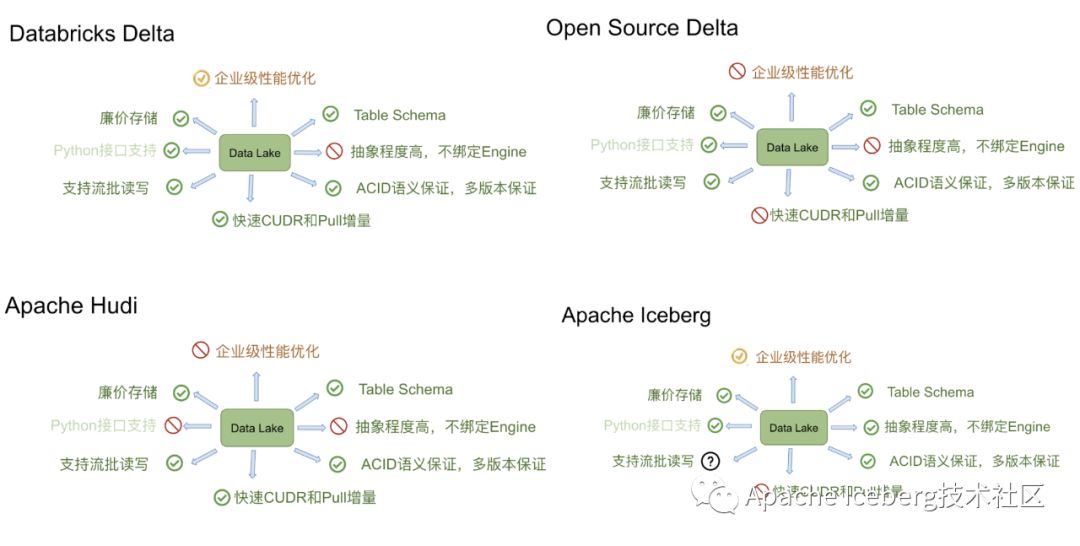 Databricks Delta
企业级性能优化
廉价存储
Table Schema
Python接口支持
Data Lake
抽象程度高，不绑定Engine
支持流批读写
ACID语义保证，多版本保证
快速CUDR和Pull增量
Open Source Delta
企业级性能优化
廉价存储
Table Schema
Python接口支持
Data Lake
抽象程度高，不绑定Engine
支持流批读写
ACID语义保证，多版本保证
快速CUDR和Pull增量
Apache Hudi
企业级性能优化
廉价存储
Table Schema
Python接口支持
Data Lake
抽象程度高，不绑定Engine
支持流批读写
ACID语义保证，多版本保证
快速CUDR和Pull增量
Apache Iceberg
企业级性能优化
廉价存储
Table Schema
Python接口支持
Data Lake
抽象程度高，不绑定Engine
支持流批读写
?
ACID语义保证，多版本保证
快速CUDR和Pull增量
Apache Iceberg技术社区